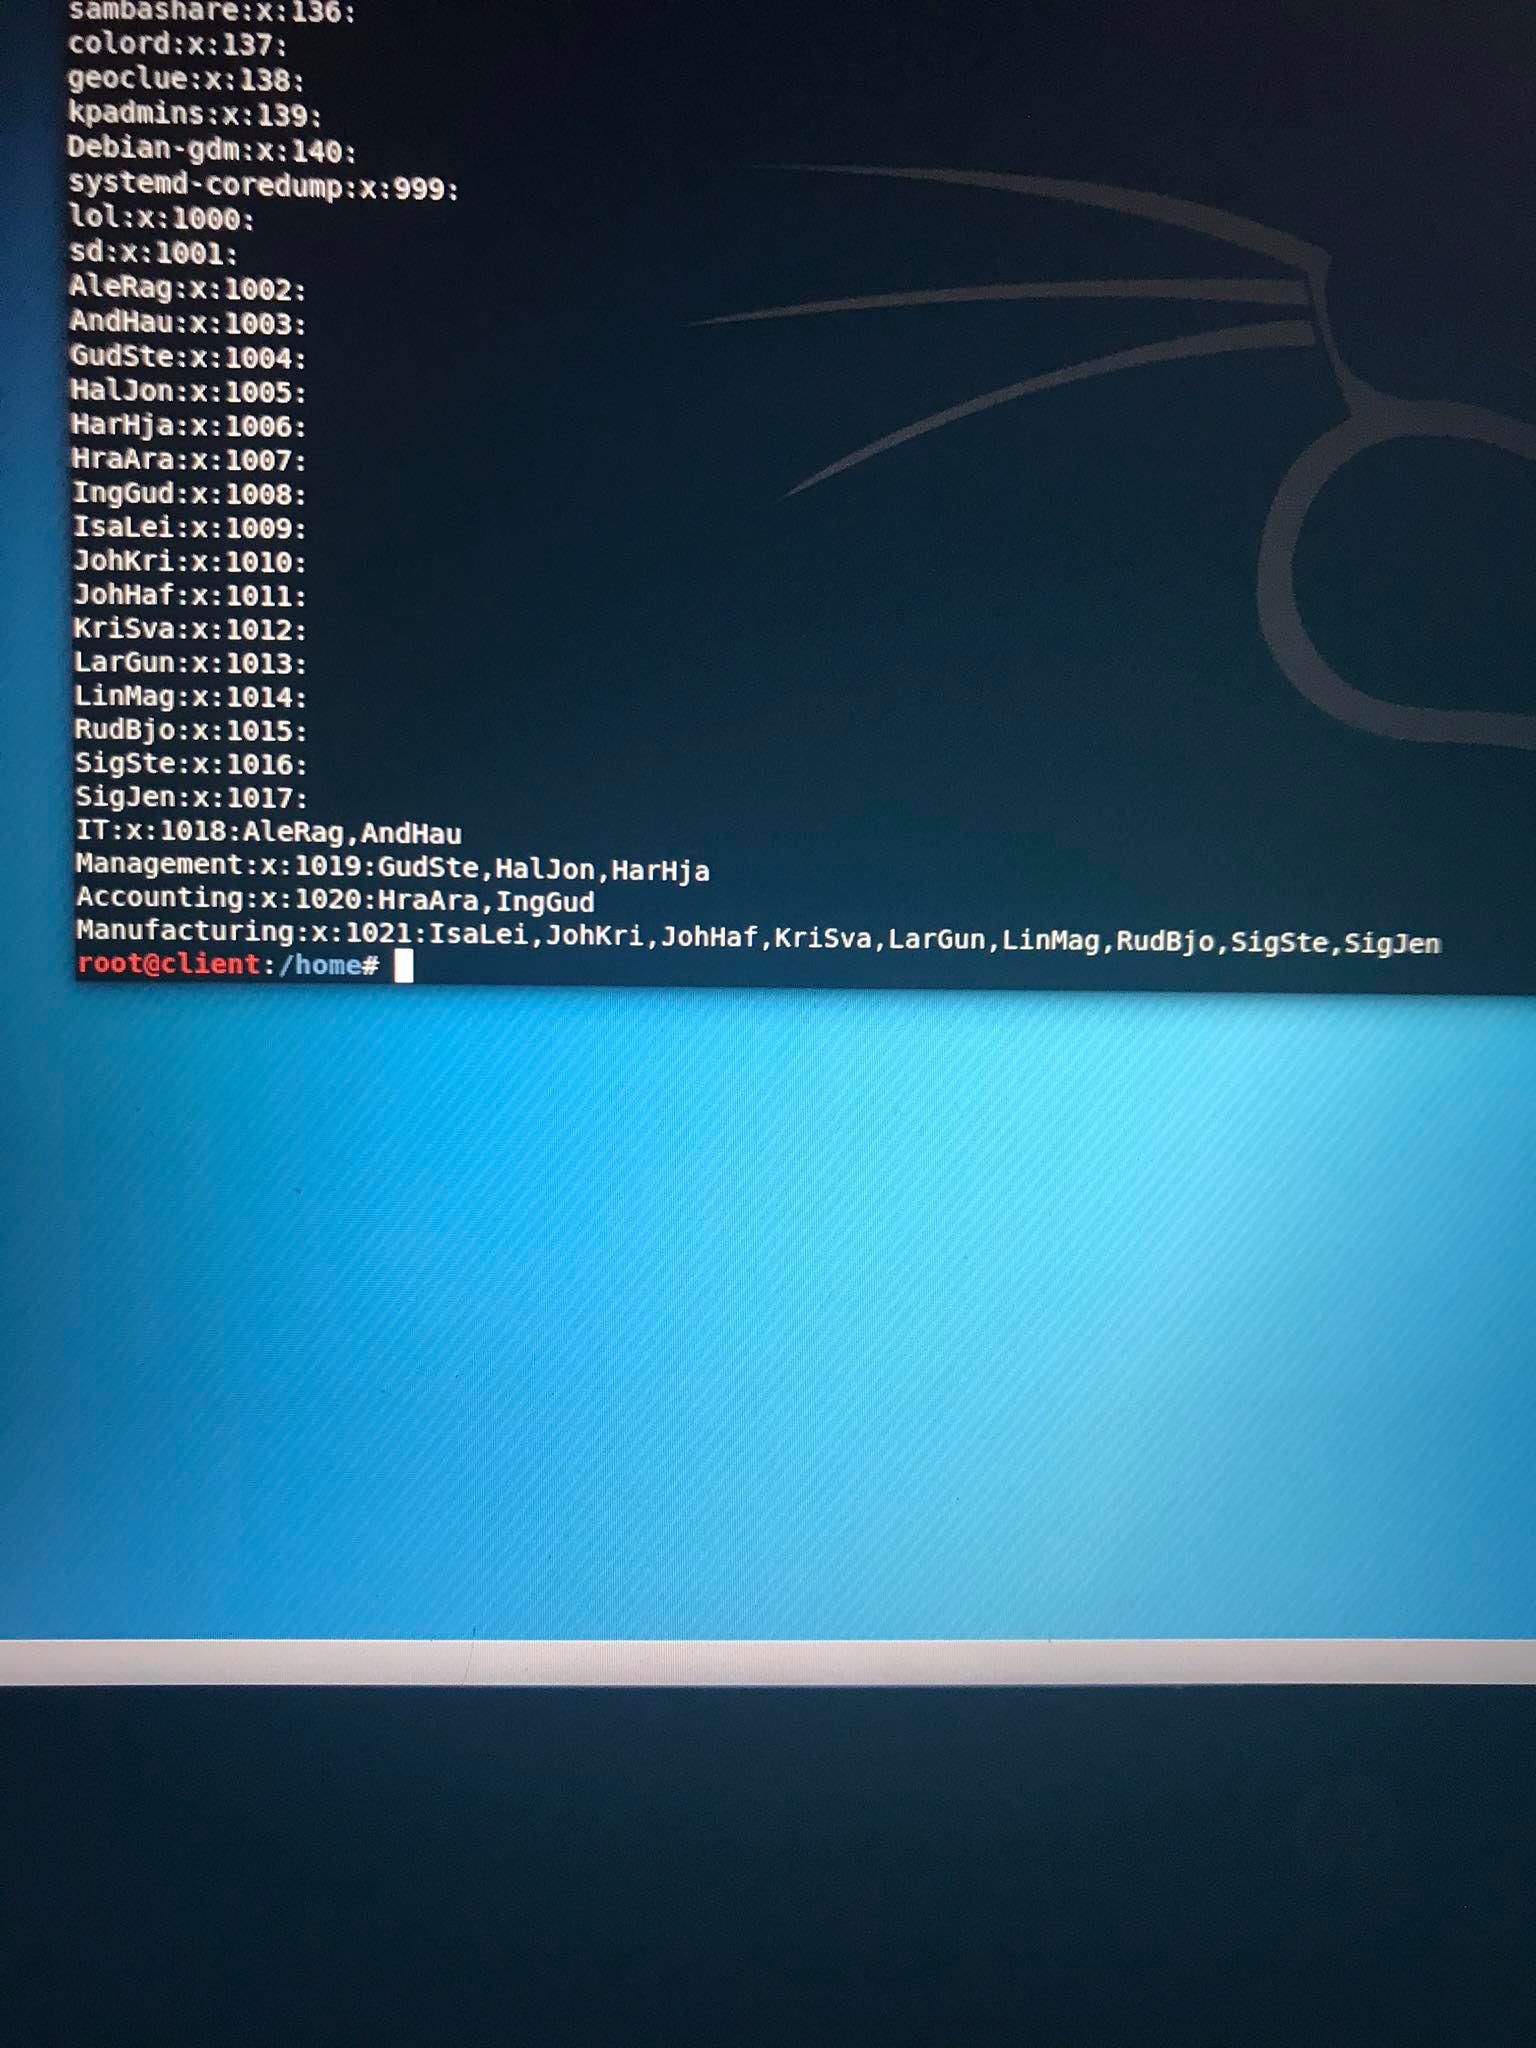 sambashare:x:136:
colord:x:137:
geoclue:x:138:
kpadmins:x:139:
Debian-gdm:x:140:
systemd-coredump:x:999:
lol:x:1000:
sd:x:1001:
AleRag:x:1002:
AndHau:x:1003:
GudSte:x:1004:
HalJon:x:1005:
HarHja:x:1006:
HraAra:x:1007:
IngGud:x:1008:
IsaLei:x:1009:
JohKri:x:1010:
JohHaf:x:1011:
KriSva:x:1012:
LarGun:x:1013:
LinMag:x:1014:
RudBjo:x:1015:
SigSte:x:1016:
SigJen:x:1017:
IT:x:1018:AleRag,AndHau
Management:x:1019:GudSte,HalJon,HarHja
Accounting:x:1020:HraAra,IngGud
Manufacturing:x:1021:IsaLei,JohKri,JohHaf,KriSva,LarGun,LinMag,RudBjo,SigSte,SigJen
root@client:/home#